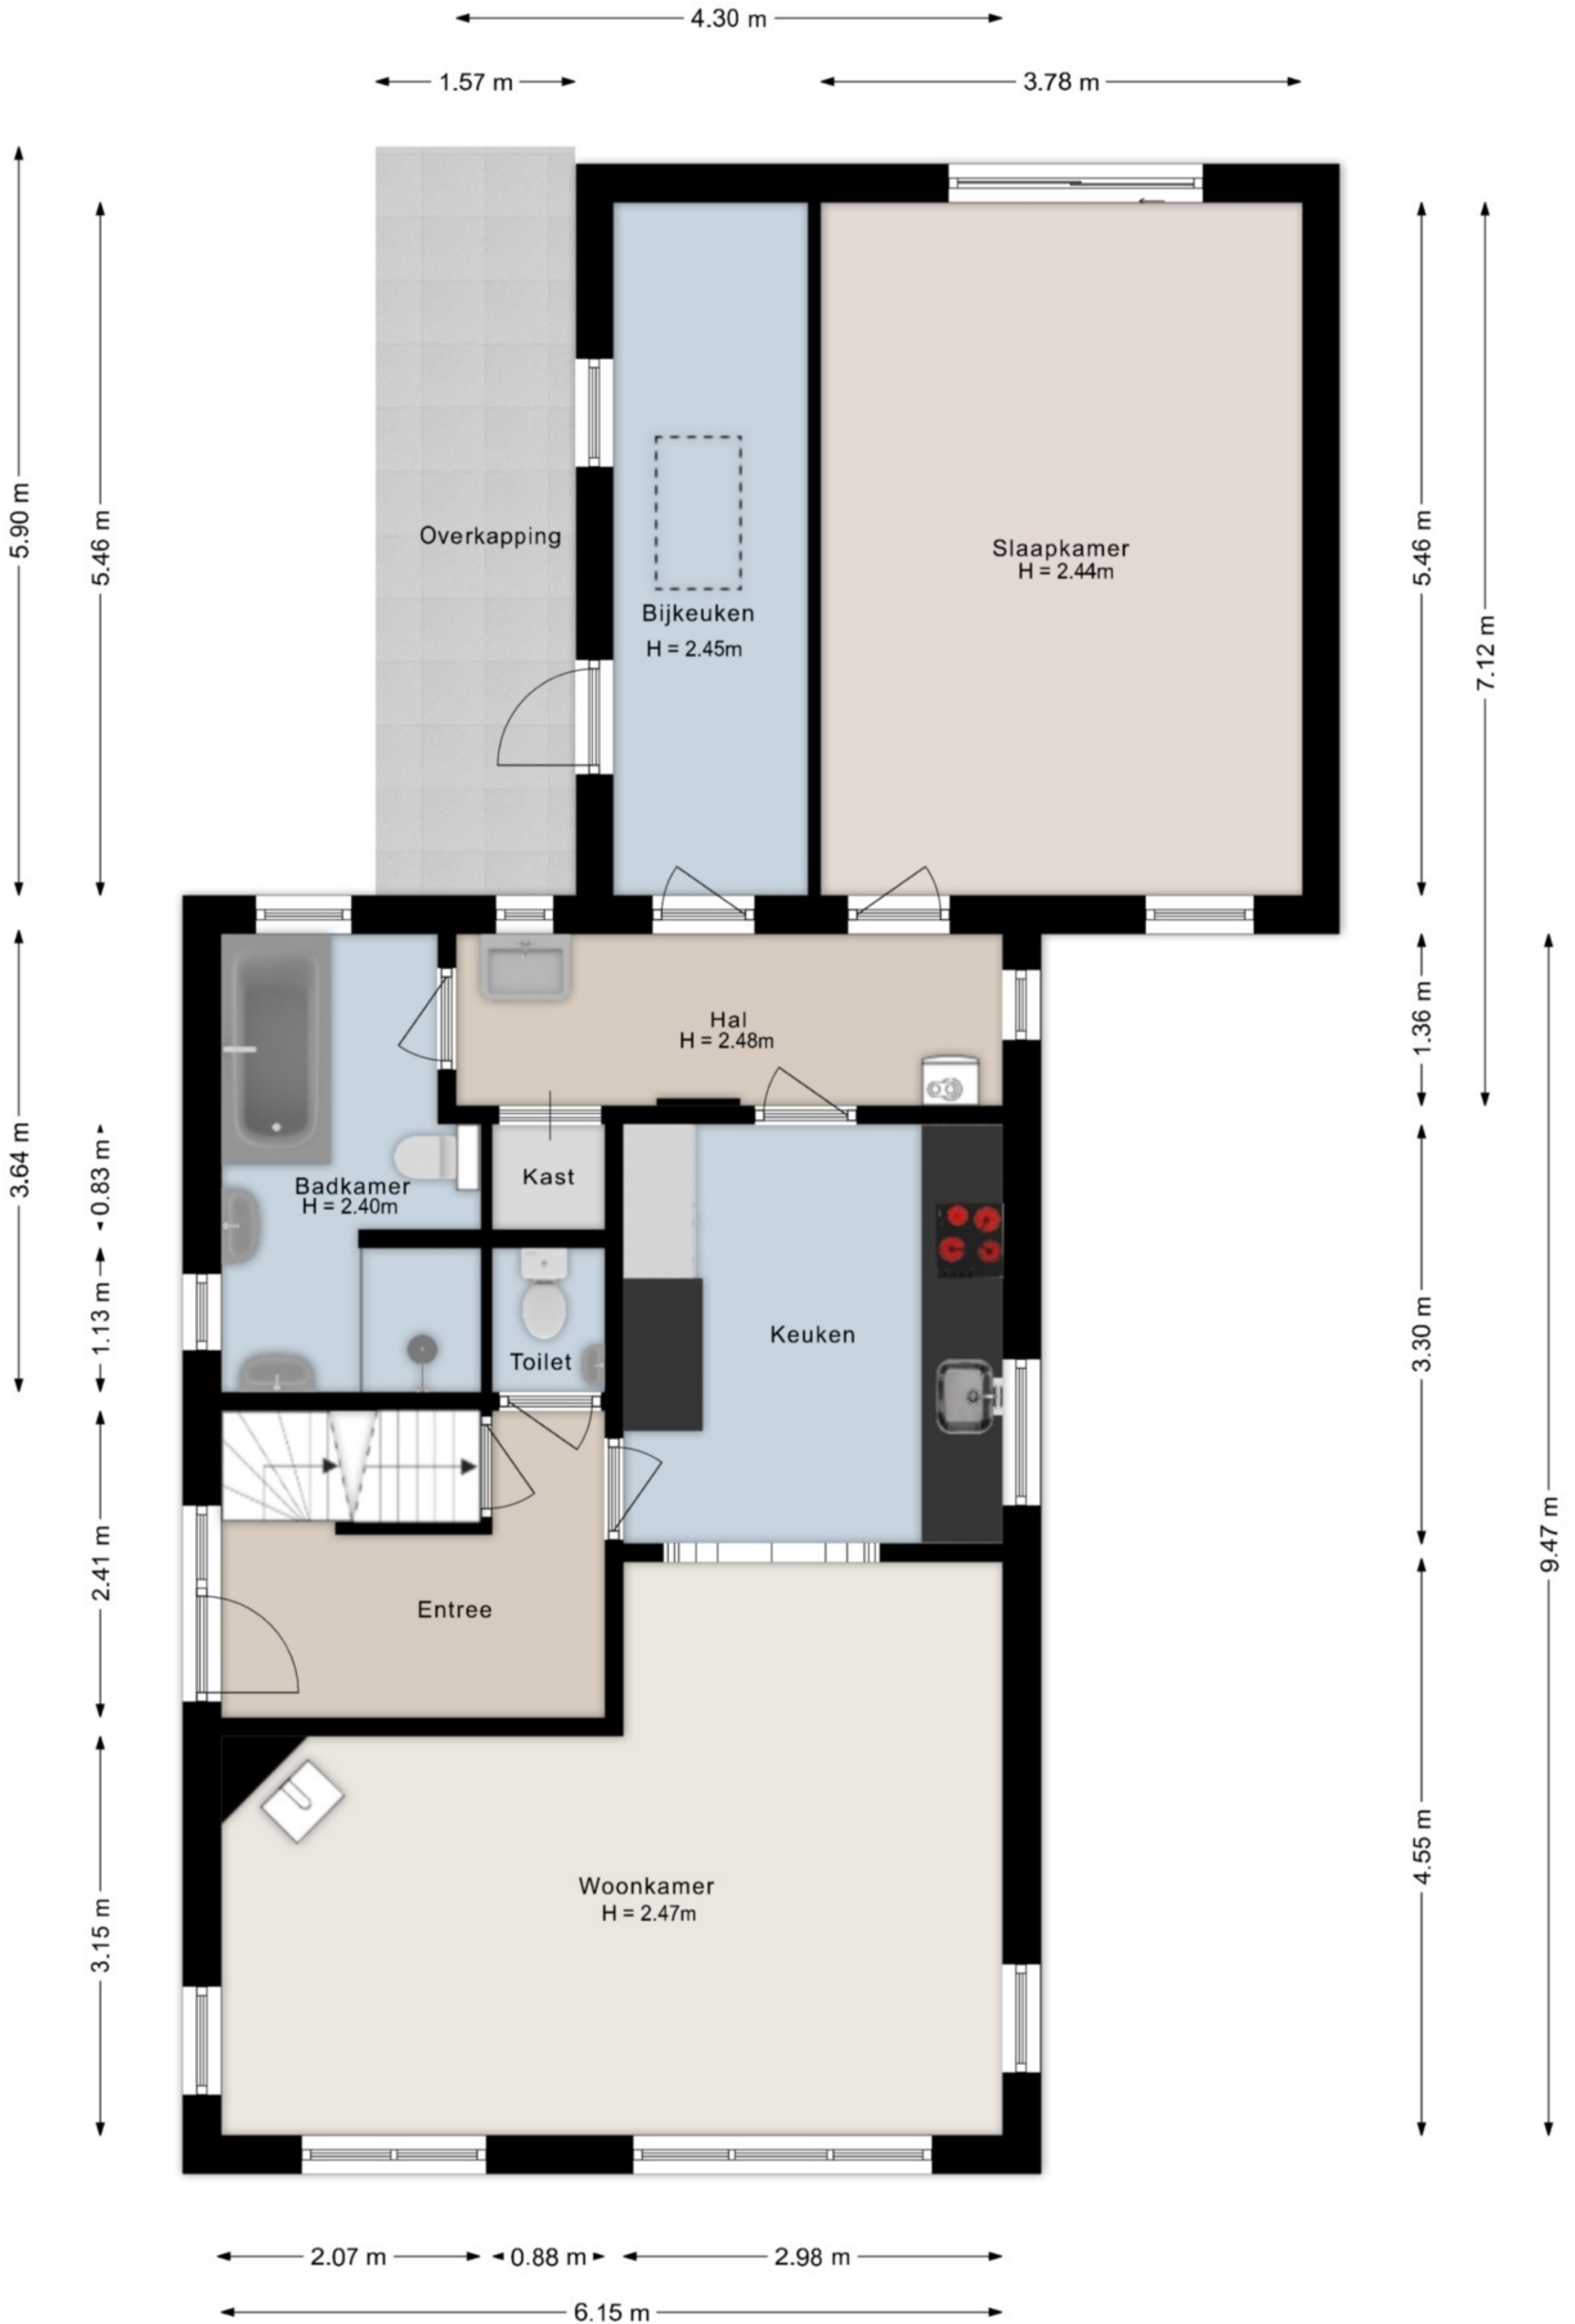 4.30 m
1.57 m
3.78 m
5.90 m
5.46 m
5.46 m
7.12 m
Overkapping
Slaapkamer
H = 2.44m
Bijkeuken
H = 2.45m
Hal
H = 2.48m
1.36 m
3.64 m
0.83 m
Kast
Badkamer
H = 2.40m
1.13 m
Toilet
Keuken
3.30 m
9.47 m
2.41 m
Entree
4.55 m
3.15 m
Woonkamer
H = 2.47m
2.07 m
0.88 m
2.98 m
6.15 m